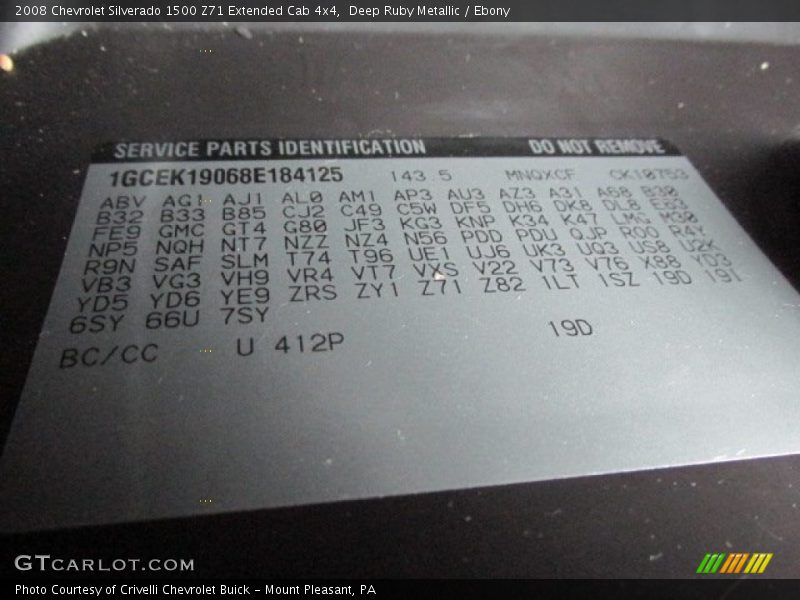 2008 Chevrolet Silverado 1500 Z71 Extended Cab 4x4, Deep Ruby Metallic / Ebony
SERVICE PARTS IDENTIFICATION DO NOT REMOVE
1GCEK19068E184125 143 5 MNQXCF CK10753
ABV AG1 AJ1 AL0 AM1 AP3 AU3 AZ3 A31 A68 B30
B32 B33 B85 CJ2 C49 C5W DF5 DM6 DK8 DL8 E63
FE9 GMC GT4 G80 JF3 KG3 KNP K34 K47 LMG M30
NP5 NQH NT7 NZZ NZ4 N56 PDD PDU QJP R00 R4Y
R9N SAF SLM T74 T96 UE1 UJ6 UK3 UQ3 US8 U2K
VB3 VG3 VH9 VR4 VT7 VXS V22 V73 V76 X88 YD3
YD5 YD6 YE9 ZRS ZY1 Z71 Z82 1LT 1SZ 19D 19I
6SY 66U 7SY
BC/CC U 412P 19D
GTCARLOT.COM
Photo Courtesy of Crivelli Chevrolet Buick - Mount Pleasant, PA